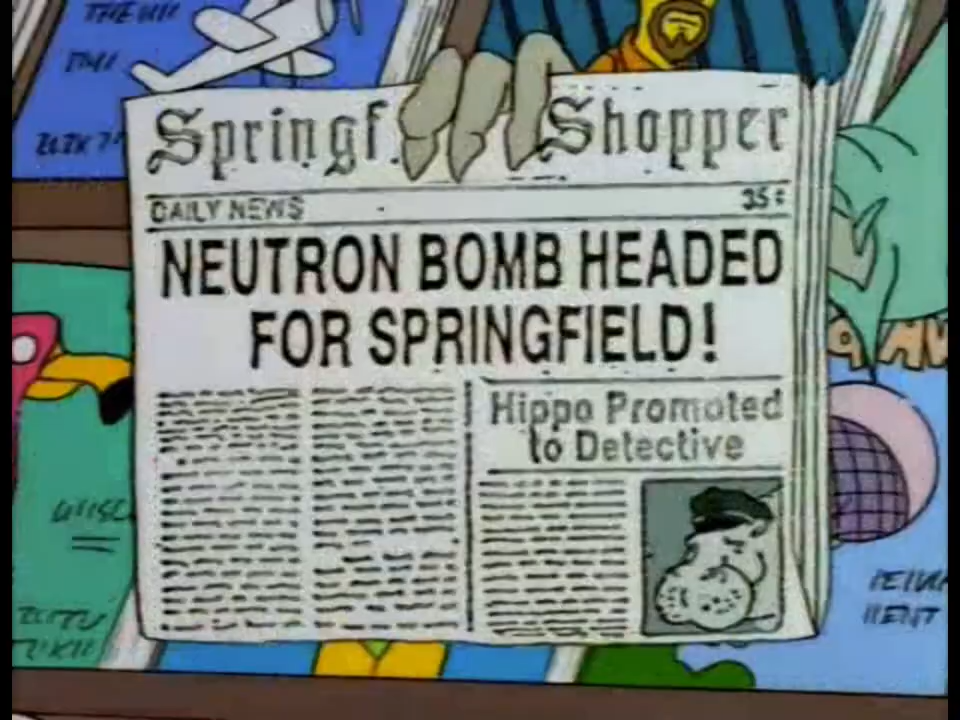 Springf Shopper
DAILY NEWS 35¢
NEUTRON BOMB HEADED
FOR SPRINGFIELD!
Hippo Promoted
to Detective